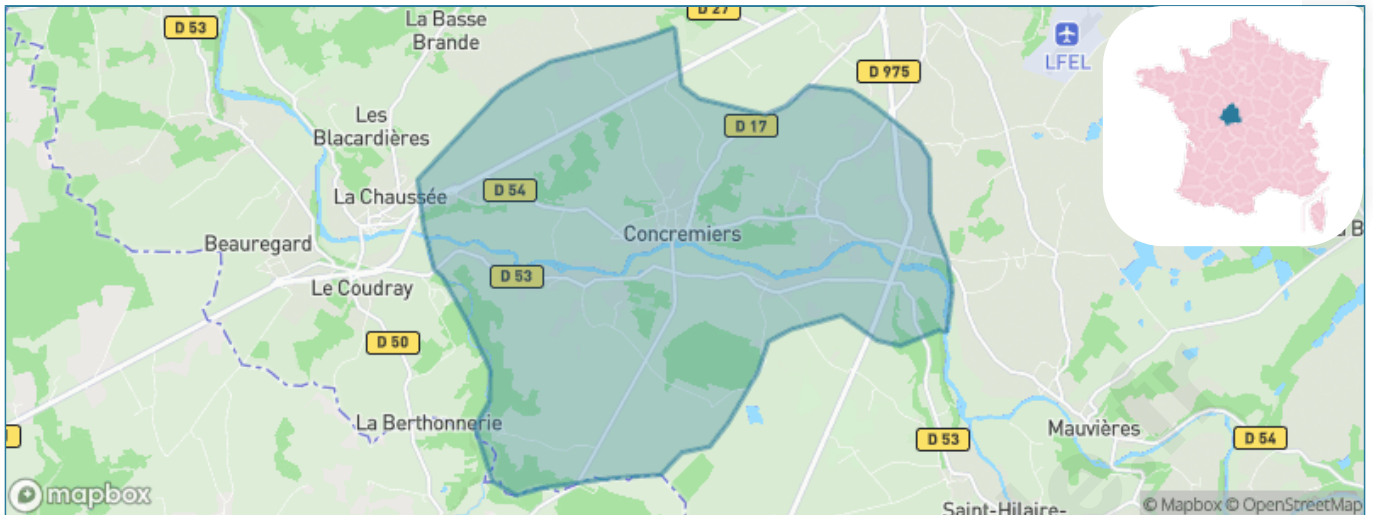 D 27
La Basse
Brande
D 53
LFEL
D 975
Les
Blacardières
D 17
La Chaussée
D 54
Concremiers
Beauregard
D 53
Le Coudray
D 50
La Berthonnerie
Mauvières
D 53
D 54
Saint-Hilaire-
mapbox
© Mapbox © OpenStreetMap